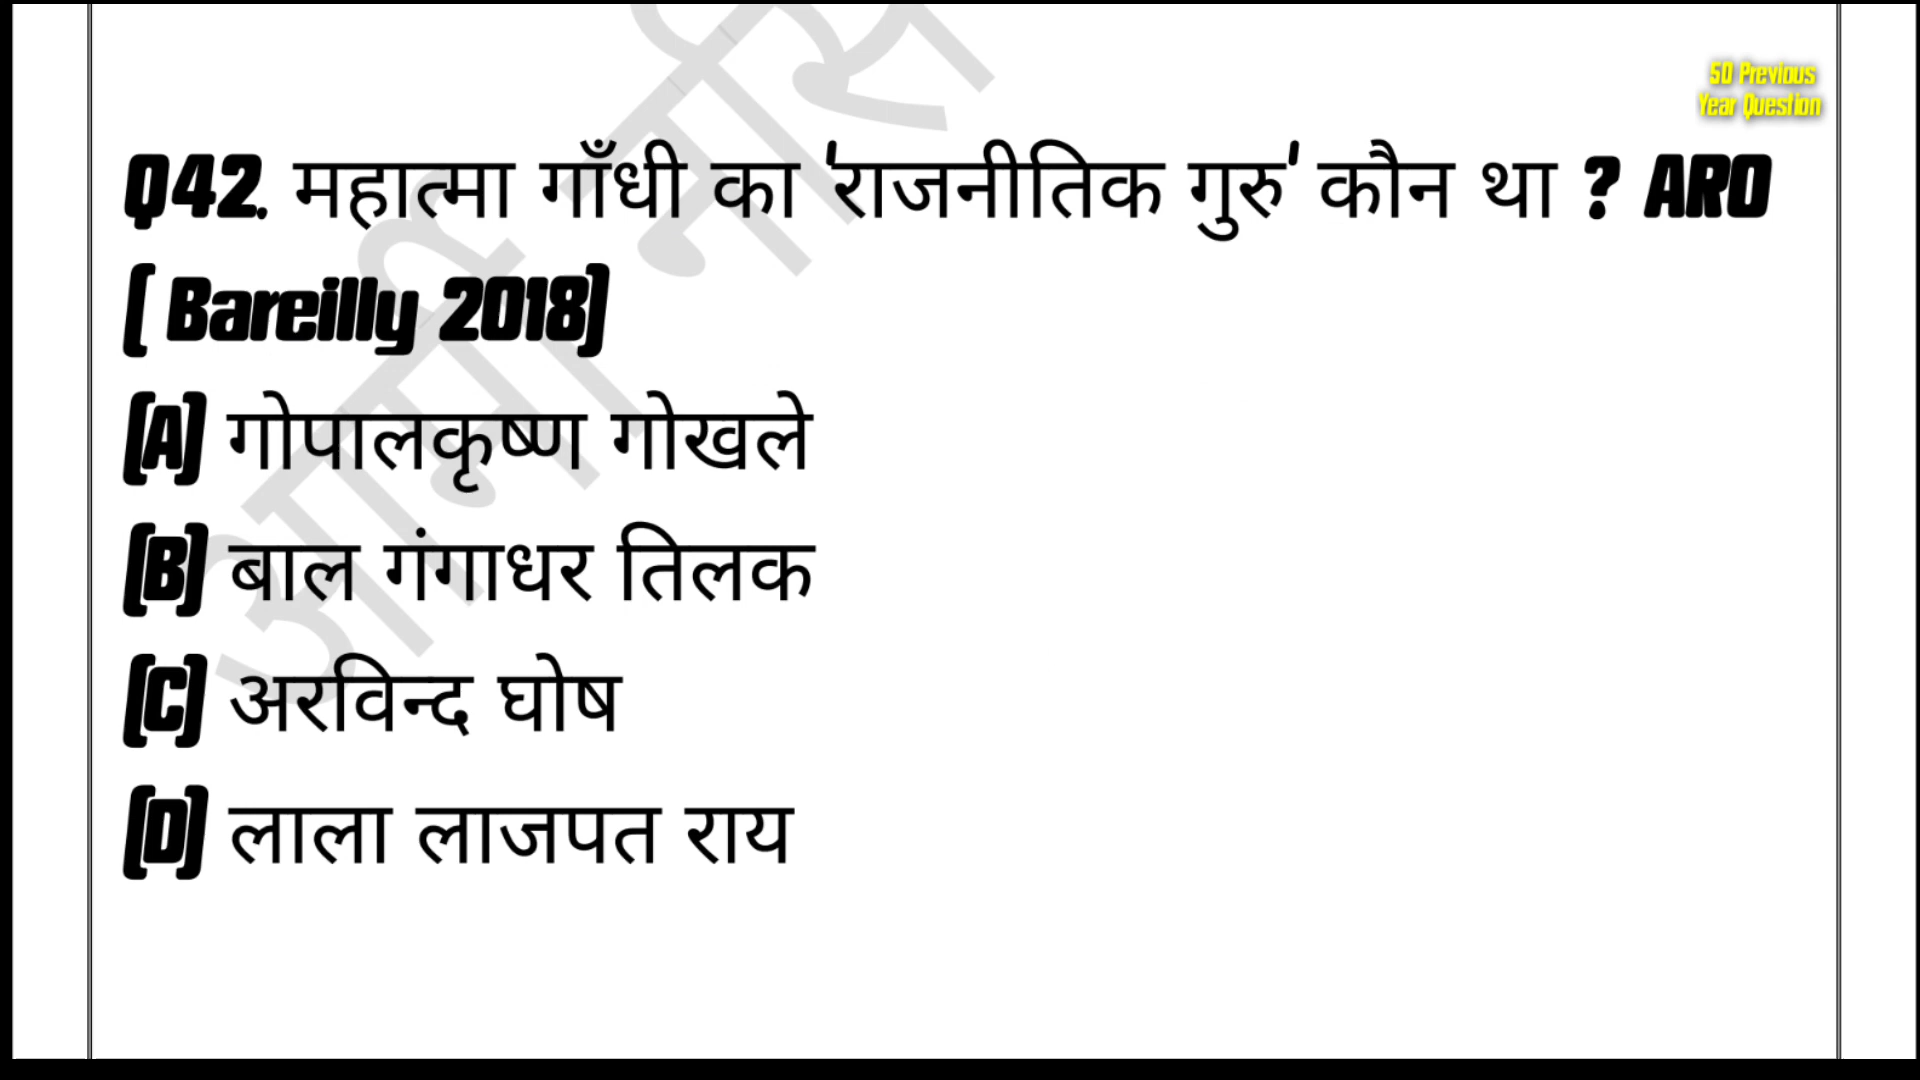 50 Previous
Year Question
Q42. महात्मा गाँधी का 'राजनीतिक गुरु' कौन था ? ARO
( Bareilly 2018)
(A) गोपालकृष्ण गोखले
(B) बाल गंगाधर तिलक
(C) अरविन्द घोष
(D) लाला लाजपत राय